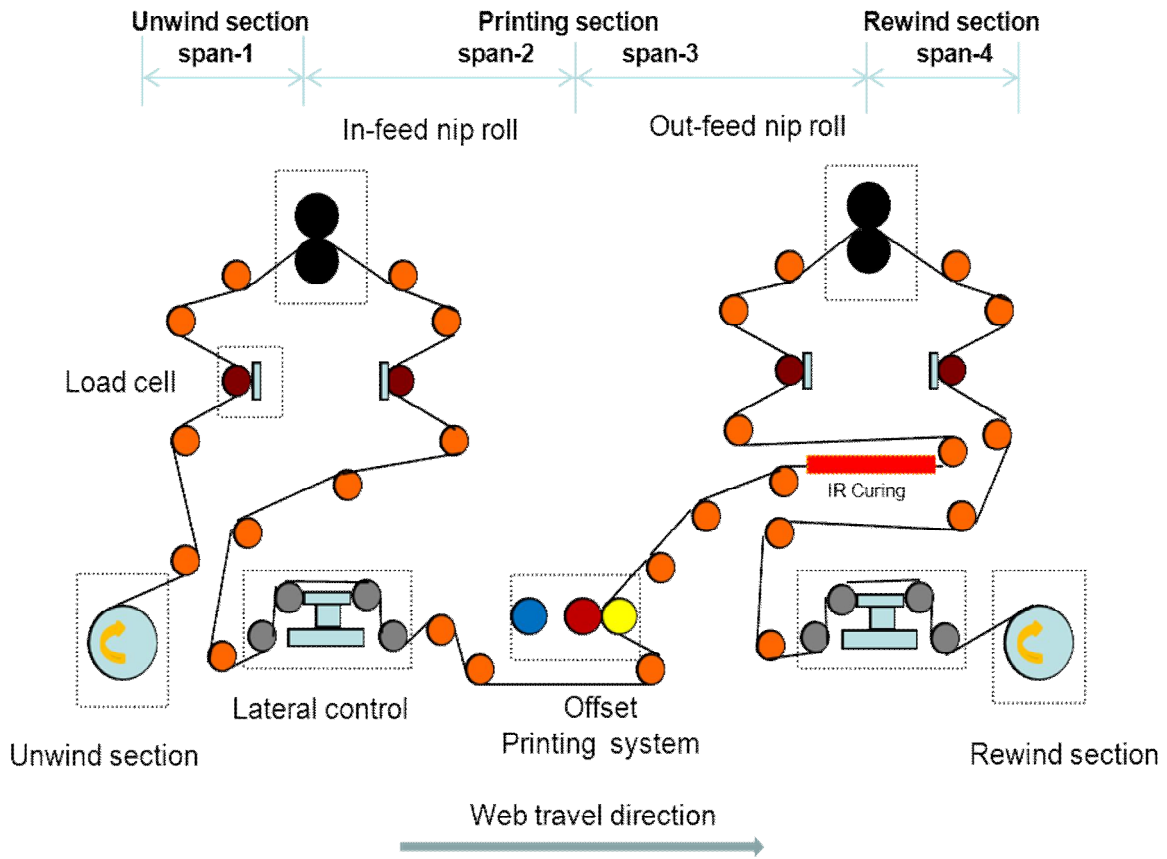 Unwind section
Printing section
Rewind section
span-1
span-2
span-3
span-4
In-feed nip roll
Out-feed nip roll
Load cell
IR Curing
Lateral control
Offset
Printing system
Unwind section
Rewind section
Web travel direction